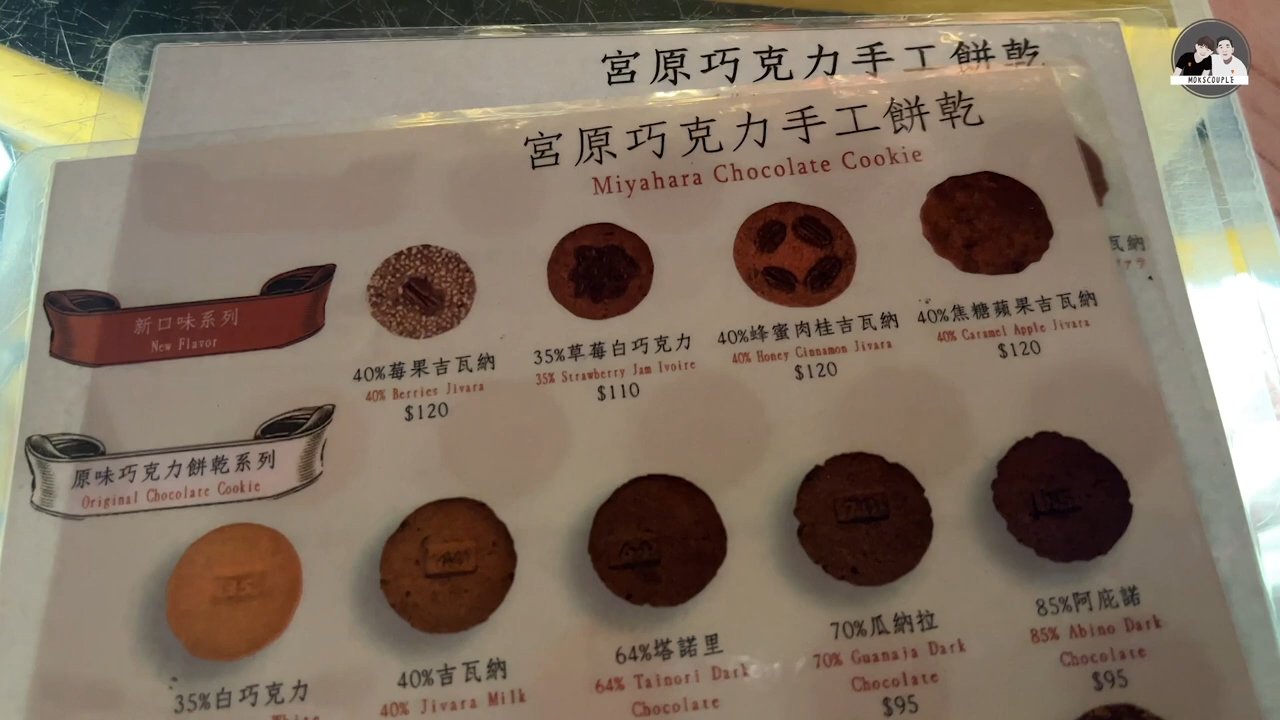 宮原巧克力手工餅乾
MOKSCOUPLE
宮原巧克力手工餅乾
Miyahara Chocolate Cookie
瓦納
新口味系列
New Flavor
40%莓果吉瓦納
40% Berries Jivara
$120
35%草莓白巧克力
35% Strawberry Jam Ivoire
$110
40%蜂蜜肉桂吉瓦納
40% Honey Cinnamon Jivara
$120
40%焦糖蘋果吉瓦納
40% Caramel Apple Jivara
$120
原味巧克力餅乾系列
Original Chocolate Cookie
35%白巧克力
White
40%吉瓦納
40% Jivara Milk
64%塔諾里
64% Tainori Dark
Chocolate
70%瓜納拉
70% Guanaja Dark
Chocolate
$95
85%阿庇諾
85% Abino Dark
Chocolate
$95